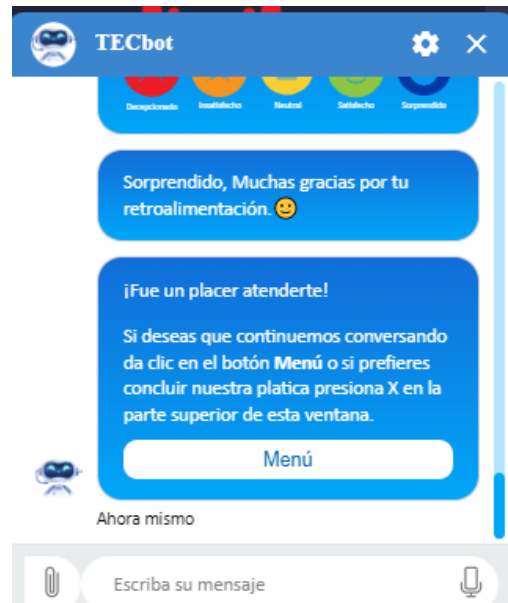 TECbot
Decepcionado Insatisfecho Neutral Satisfecho Sorprendido
Sorprendido, Muchas gracias por tu
retroalimentación.🙂
¡Fue un placer atenderte!
Si deseas que continuemos conversando
da clic en el botón Menú o si prefieres
concluir nuestra platica presiona X en la
parte superior de esta ventana.
Menú
Ahora mismo
Escriba su mensaje